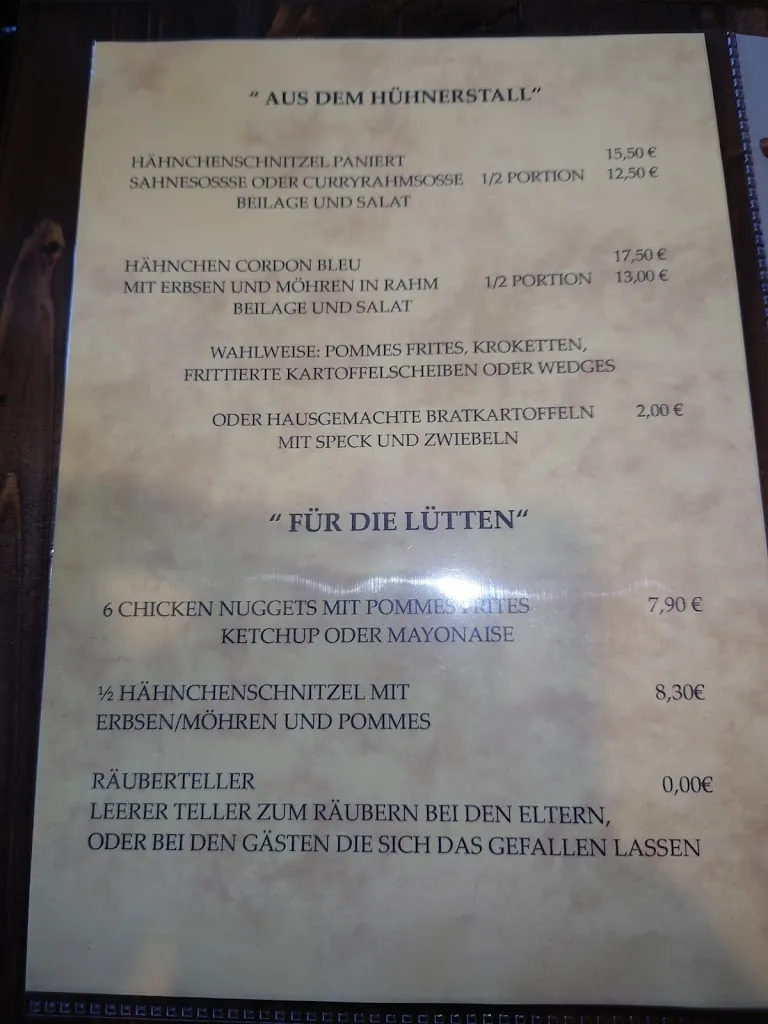 “ AUS DEM HÜHNERSTALL“
HÄHNCHENSCHNITZEL PANIERT 15,50 €
SAHNESOSSSE ODER CURRYRAHMSOSSE 1/2 PORTION 12,50 €
BEILAGE UND SALAT
HÄHNCHEN CORDON BLEU 17,50 €
MIT ERBSEN UND MÖHREN IN RAHM 1/2 PORTION 13,00 €
BEILAGE UND SALAT
WAHLWEISE: POMMES FRITES, KROKETTEN,
FRITTIERTE KARTOFFELSCHEIBEN ODER WEDGES
ODER HAUSGEMACHTE BRATKARTOFFELN 2,00 €
MIT SPECK UND ZWIEBELN
“ FÜR DIE LÜTTEN“
6 CHICKEN NUGGETS MIT POMMES FRITES 7,90 €
KETCHUP ODER MAYONAISE
½ HÄHNCHENSCHNITZEL MIT 8,30€
ERBSEN/MÖHREN UND POMMES
RÄUBERTELLER 0,00€
LEERER TELLER ZUM RÄUBERN BEI DEN ELTERN,
ODER BEI DEN GÄSTEN DIE SICH DAS GEFALLEN LASSEN